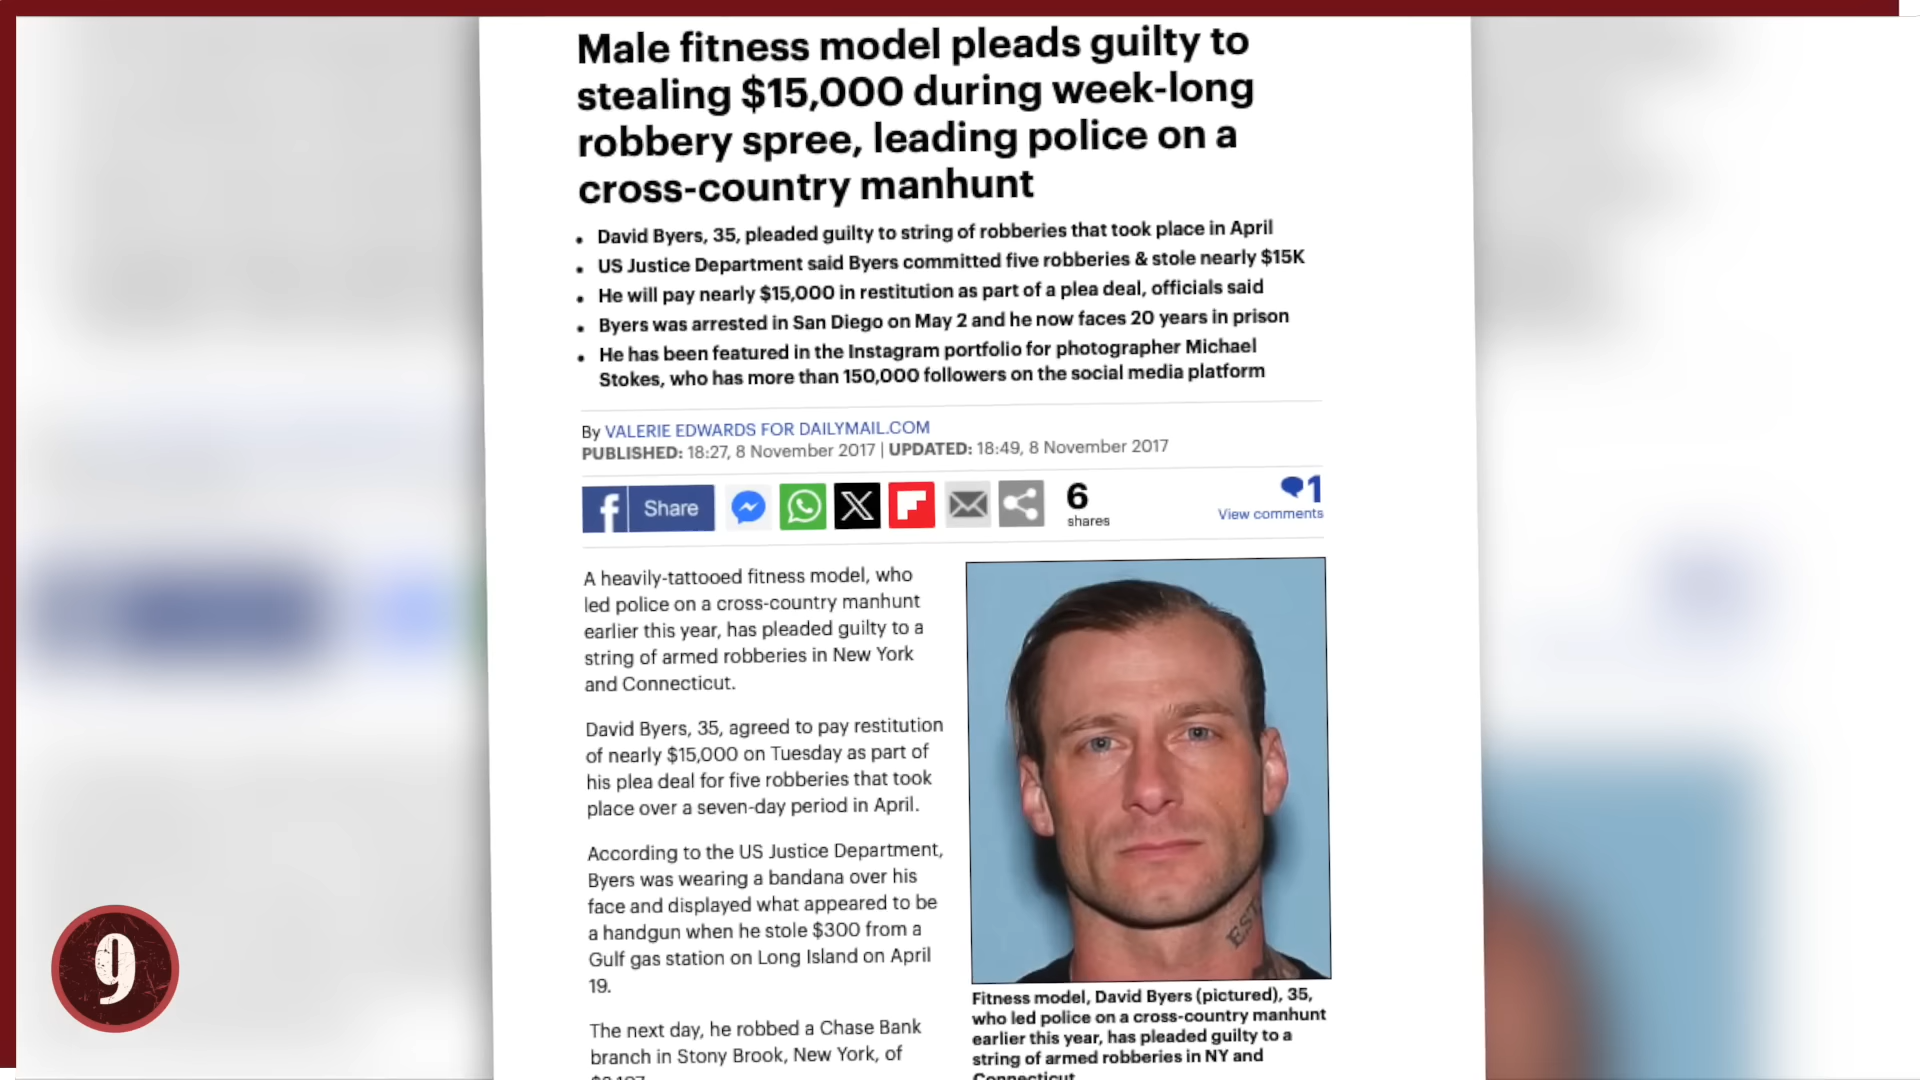 Male fitness model pleads guilty to
stealing $15,000 during week-long
robbery spree, leading police on a
cross-country manhunt
• David Byers, 35, pleaded guilty to string of robberies that took place in April
• US Justice Department said Byers committed five robberies & stole nearly $15K
• He will pay nearly $15,000 in restitution as part of a plea deal, officials said
• Byers was arrested in San Diego on May 2 and he now faces 20 years in prison
• He has been featured in the Instagram portfolio for photographer Michael
Stokes, who has more than 150,000 followers on the social media platform
By VALERIE EDWARDS FOR DAILYMAIL.COM
PUBLISHED: 18:27, 8 November 2017 | UPDATED: 18:49, 8 November 2017
f Share
6
shares
1
View comments
A heavily-tattooed fitness model, who
led police on a cross-country manhunt
earlier this year, has pleaded guilty to a
string of armed robberies in New York
and Connecticut.
David Byers, 35, agreed to pay restitution
of nearly $15,000 on Tuesday as part of
his plea deal for five robberies that took
place over a seven-day period in April.
According to the US Justice Department,
Byers was wearing a bandana over his
face and displayed what appeared to be
a handgun when he stole $300 from a
Gulf gas station on Long Island on April
19.
The next day, he robbed a Chase Bank
branch in Stony Brook, New York, of
EST
Fitness model, David Byers (pictured), 35,
who led police on a cross-country manhunt
earlier this year, has pleaded guilty to a
string of armed robberies in NY and
Connecticut
9